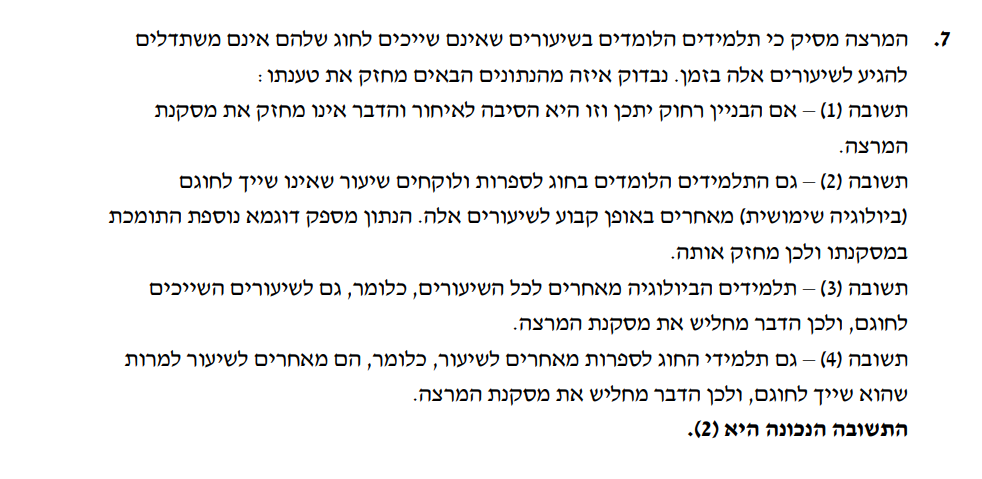 7. המרצה מסיק כי תלמידים הלומדים בשיעורים שאינם שייכים לחוג שלהם אינם משתדלים
להגיע לשיעורים אלה בזמן. נבדוק איזה מהנתונים הבאים מחזק את טענתו :
תשובה (1) – אם הבניין רחוק יתכן וזו היא הסיבה לאיחור והדבר אינו מחזק את מסקנת
המרצה.
תשובה (2) – גם התלמידים הלומדים בחוג לספרות ולוקחים שיעור שאינו שייך לחוגם
(ביולוגיה שימושית) מאחרים באופן קבוע לשיעורים אלה. הנתון מספק דוגמא נוספת התומכת
במסקנתו ולכן מחזק אותה.
תשובה (3) – תלמידים הביולוגיה מאחרים לכל השיעורים, כלומר, גם לשיעורים השייכים
לחוגם, ולכן הדבר מחליש את מסקנת המרצה.
תשובה (4) – גם תלמידי החוג לספרות מאחרים לשיעור, כלומר, הם מאחרים לשיעור למרות
שהוא שייך לחוגם, ולכן הדבר מחליש את מסקנת המרצה.
התשובה הנכונה היא (2).